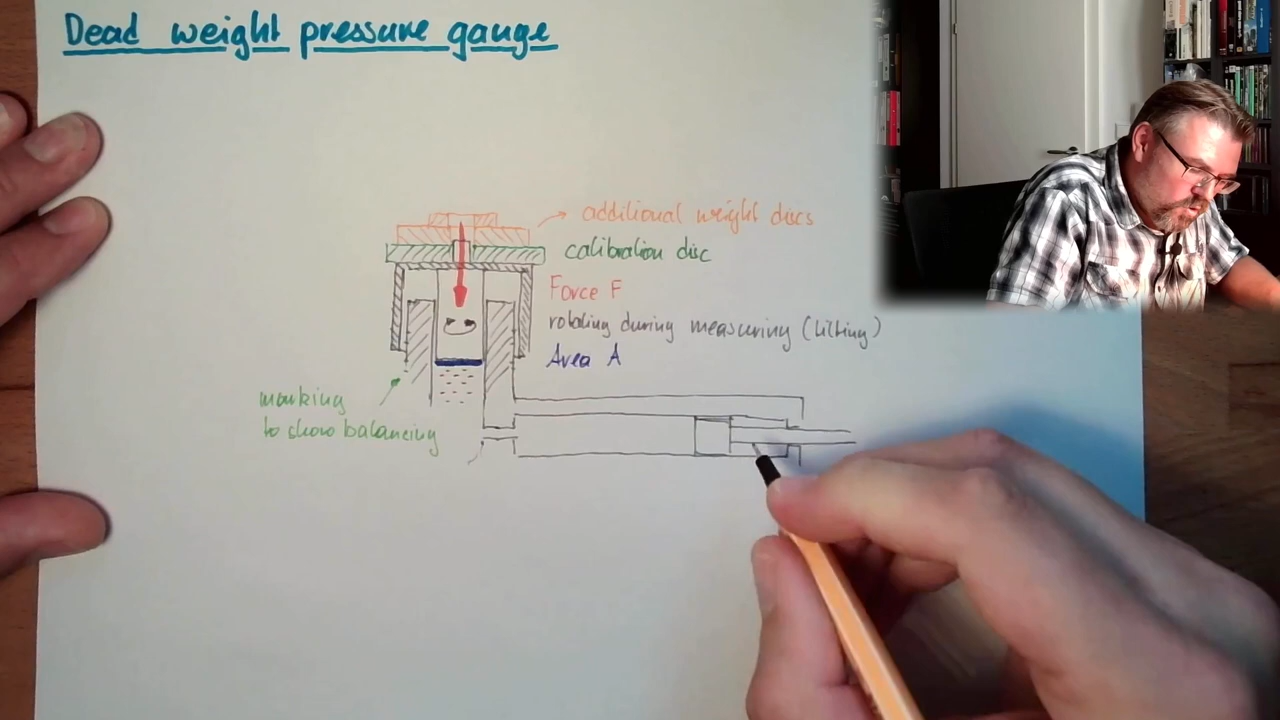 Dead weight pressure gauge
additional weight discs
calibration disc
Force F
rotating during measuring (lifting)
Area A
marking
to show balancing